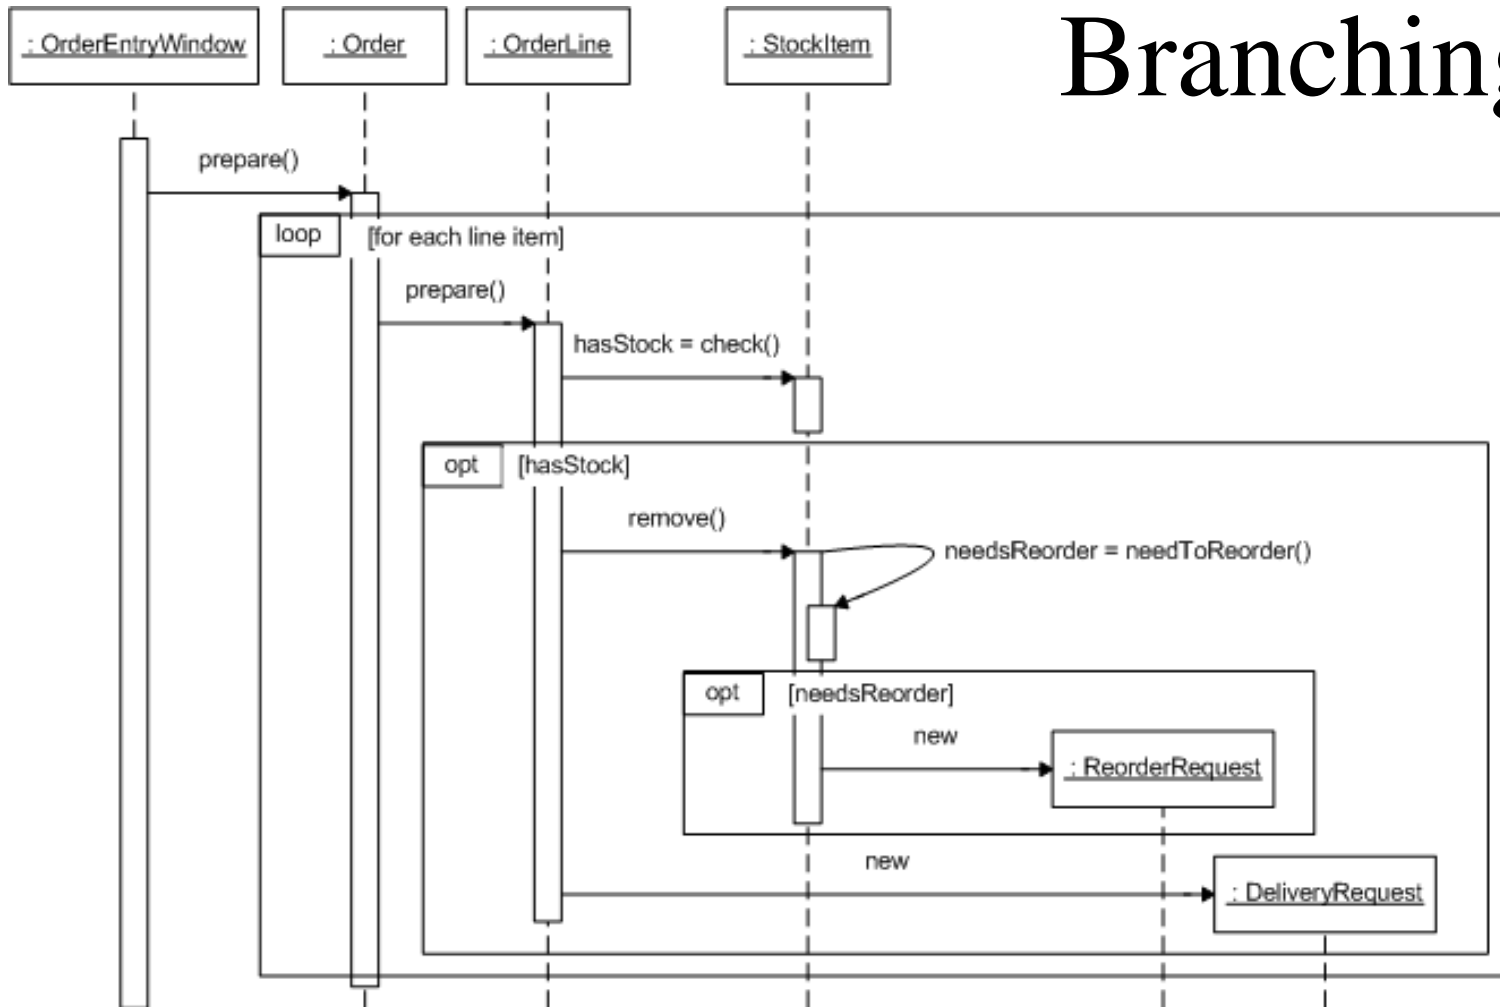 : OrderEntryWindow
: Order
: OrderLine
: StockItem
Branching
prepare()
loop
[for each line item]
prepare()
hasStock = check()
opt
[hasStock]
remove()
needsReorder = needToReorder()
opt
[needsReorder]
new
: ReorderRequest
new
: DeliveryRequest